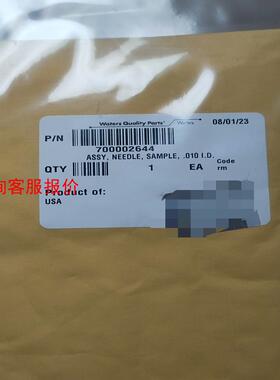 Waters Quality Parts
08/01/23
P/N
700002644
ASSY, NEEDLE, SAMPLE, .010 I.D.
QTY 1 EA Code
rm
询客服报价
Product of:
USA